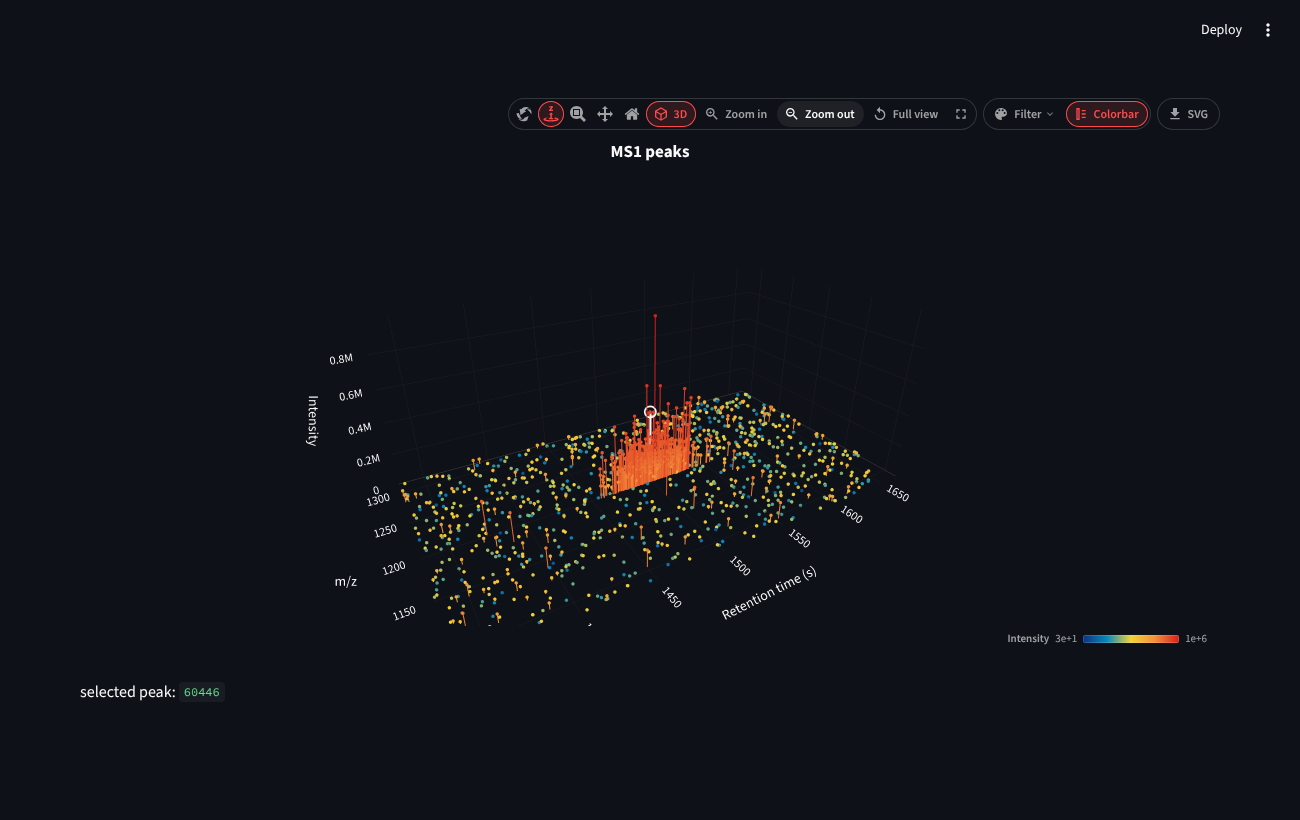 Deploy
3D
Zoom in
Zoom out
Full view
Filter
Colorbar
SVG
MS1 peaks
0.8M
0.6M
0.4M
0.2M
0
Intensity
1300
1250
1200
1150
m/z
1650
1600
1550
1500
1450
Retention time (s)
Intensity 3e+1 1e+6
selected peak: 60446